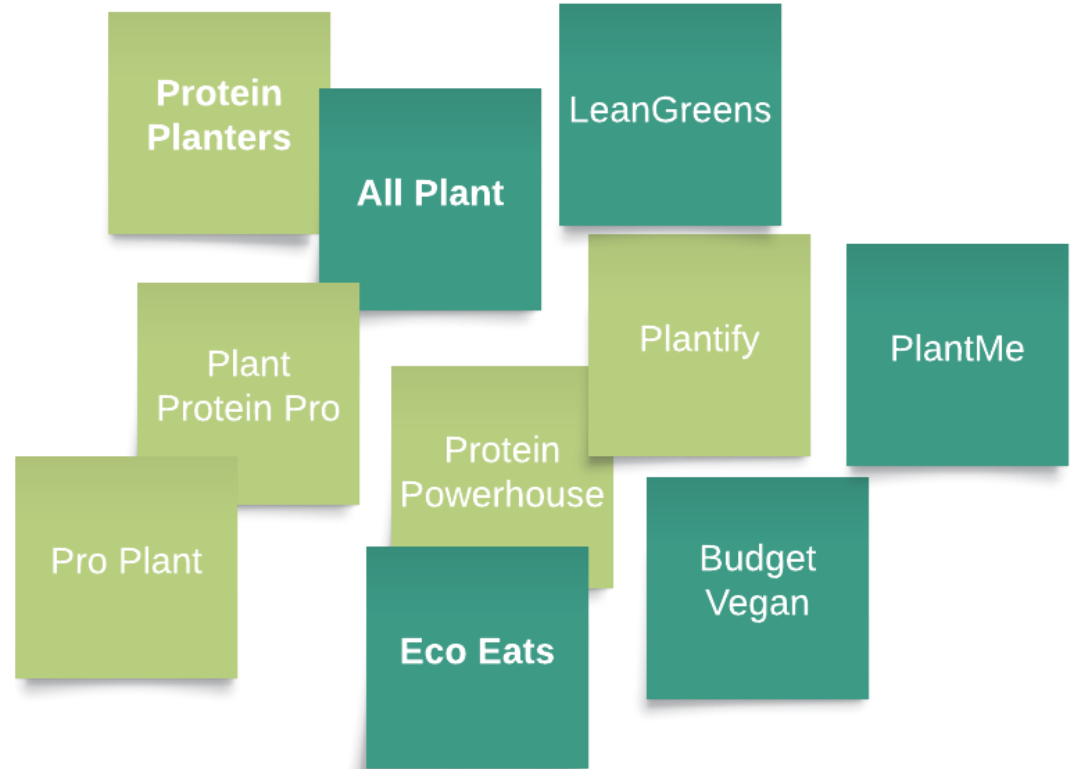 Protein
Planters
All Plant
LeanGreens
Plantify
PlantMe
Plant
Protein Pro
Protein
Powerhouse
Pro Plant
Budget
Vegan
Eco Eats